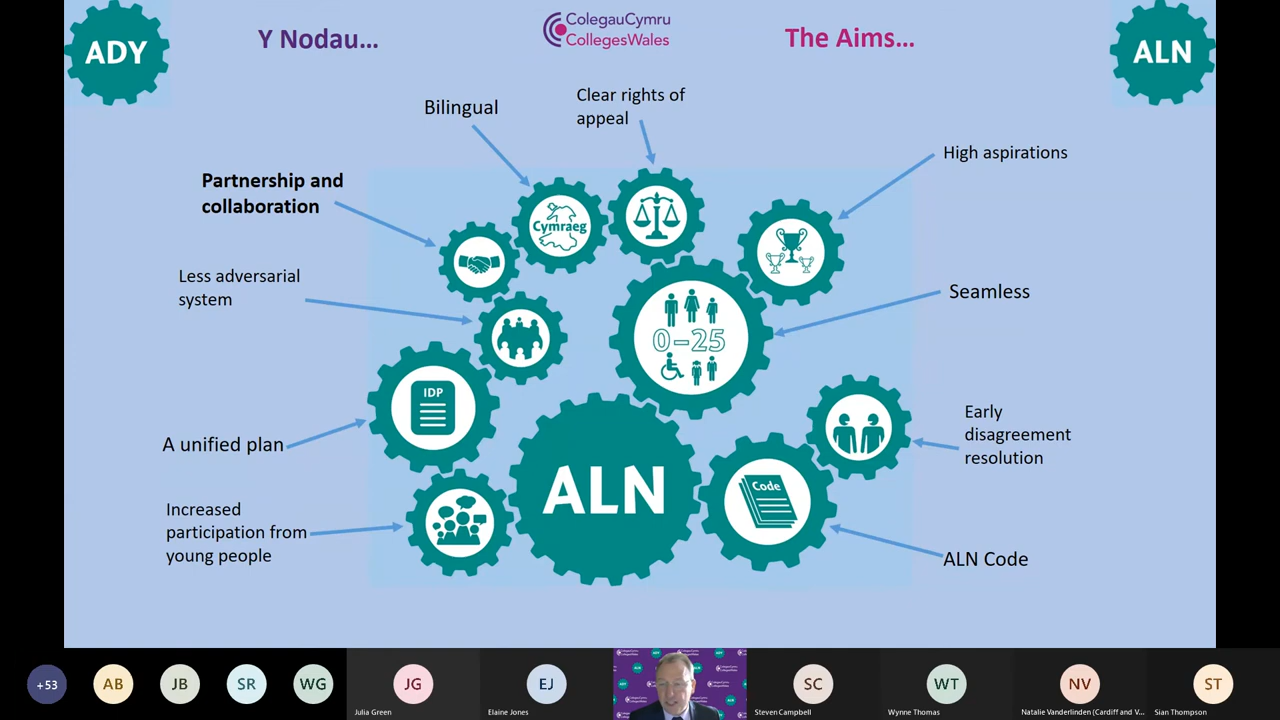 ADY
Y Nodau...
ColegauCymru
CollegesWales
The Aims...
ALN
Bilingual
Clear rights of
appeal
High aspirations
Partnership and
collaboration
Cymraeg
Less adversarial
system
Seamless
0-25
IDP
A unified plan
Early
disagreement
resolution
ALN
Code
Increased
participation from
young people
ALN Code
+53
AB
JB
SR
WG
JG
Julia Green
EJ
Elaine Jones
SC
Steven Campbell
WT
Wynne Thomas
NV
Natalie Vanderlinden (Cardiff and V...
ST
Sian Thompson